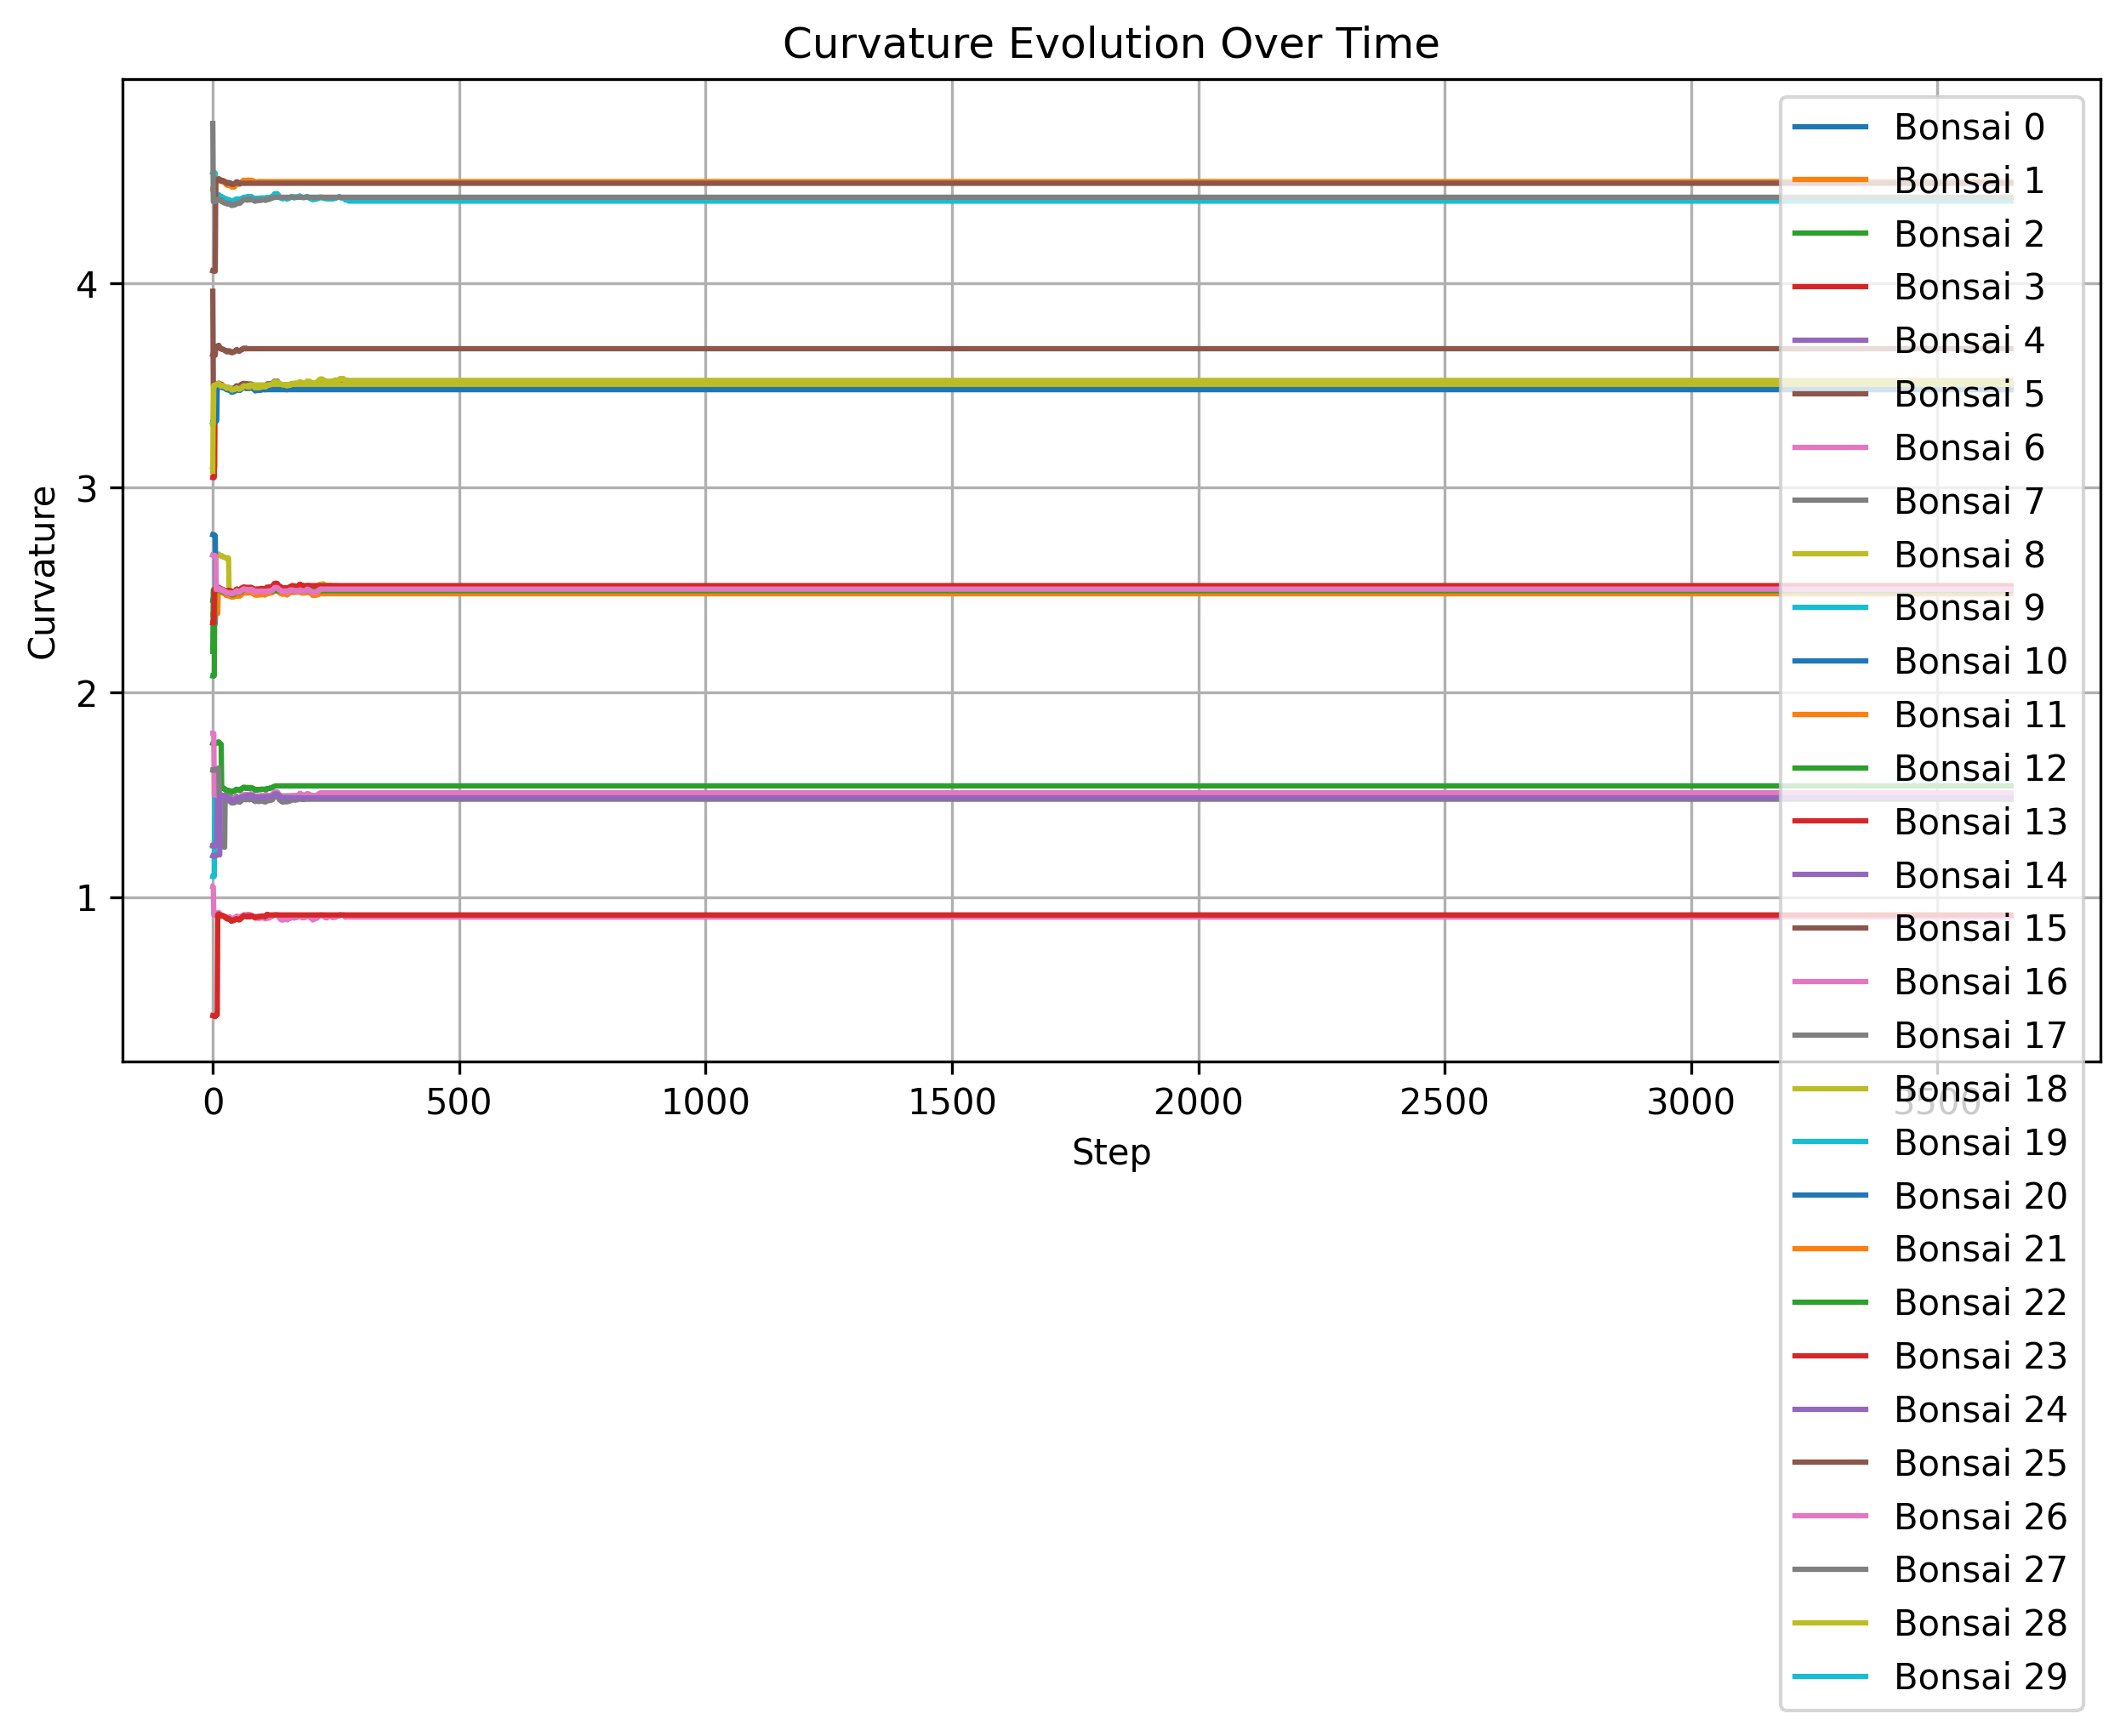 Curvature Evolution Over Time
Curvature
4
3
2
1
0 500 1000 1500 2000 2500 3000 3500
Step
Bonsai 0
Bonsai 1
Bonsai 2
Bonsai 3
Bonsai 4
Bonsai 5
Bonsai 6
Bonsai 7
Bonsai 8
Bonsai 9
Bonsai 10
Bonsai 11
Bonsai 12
Bonsai 13
Bonsai 14
Bonsai 15
Bonsai 16
Bonsai 17
Bonsai 18
Bonsai 19
Bonsai 20
Bonsai 21
Bonsai 22
Bonsai 23
Bonsai 24
Bonsai 25
Bonsai 26
Bonsai 27
Bonsai 28
Bonsai 29